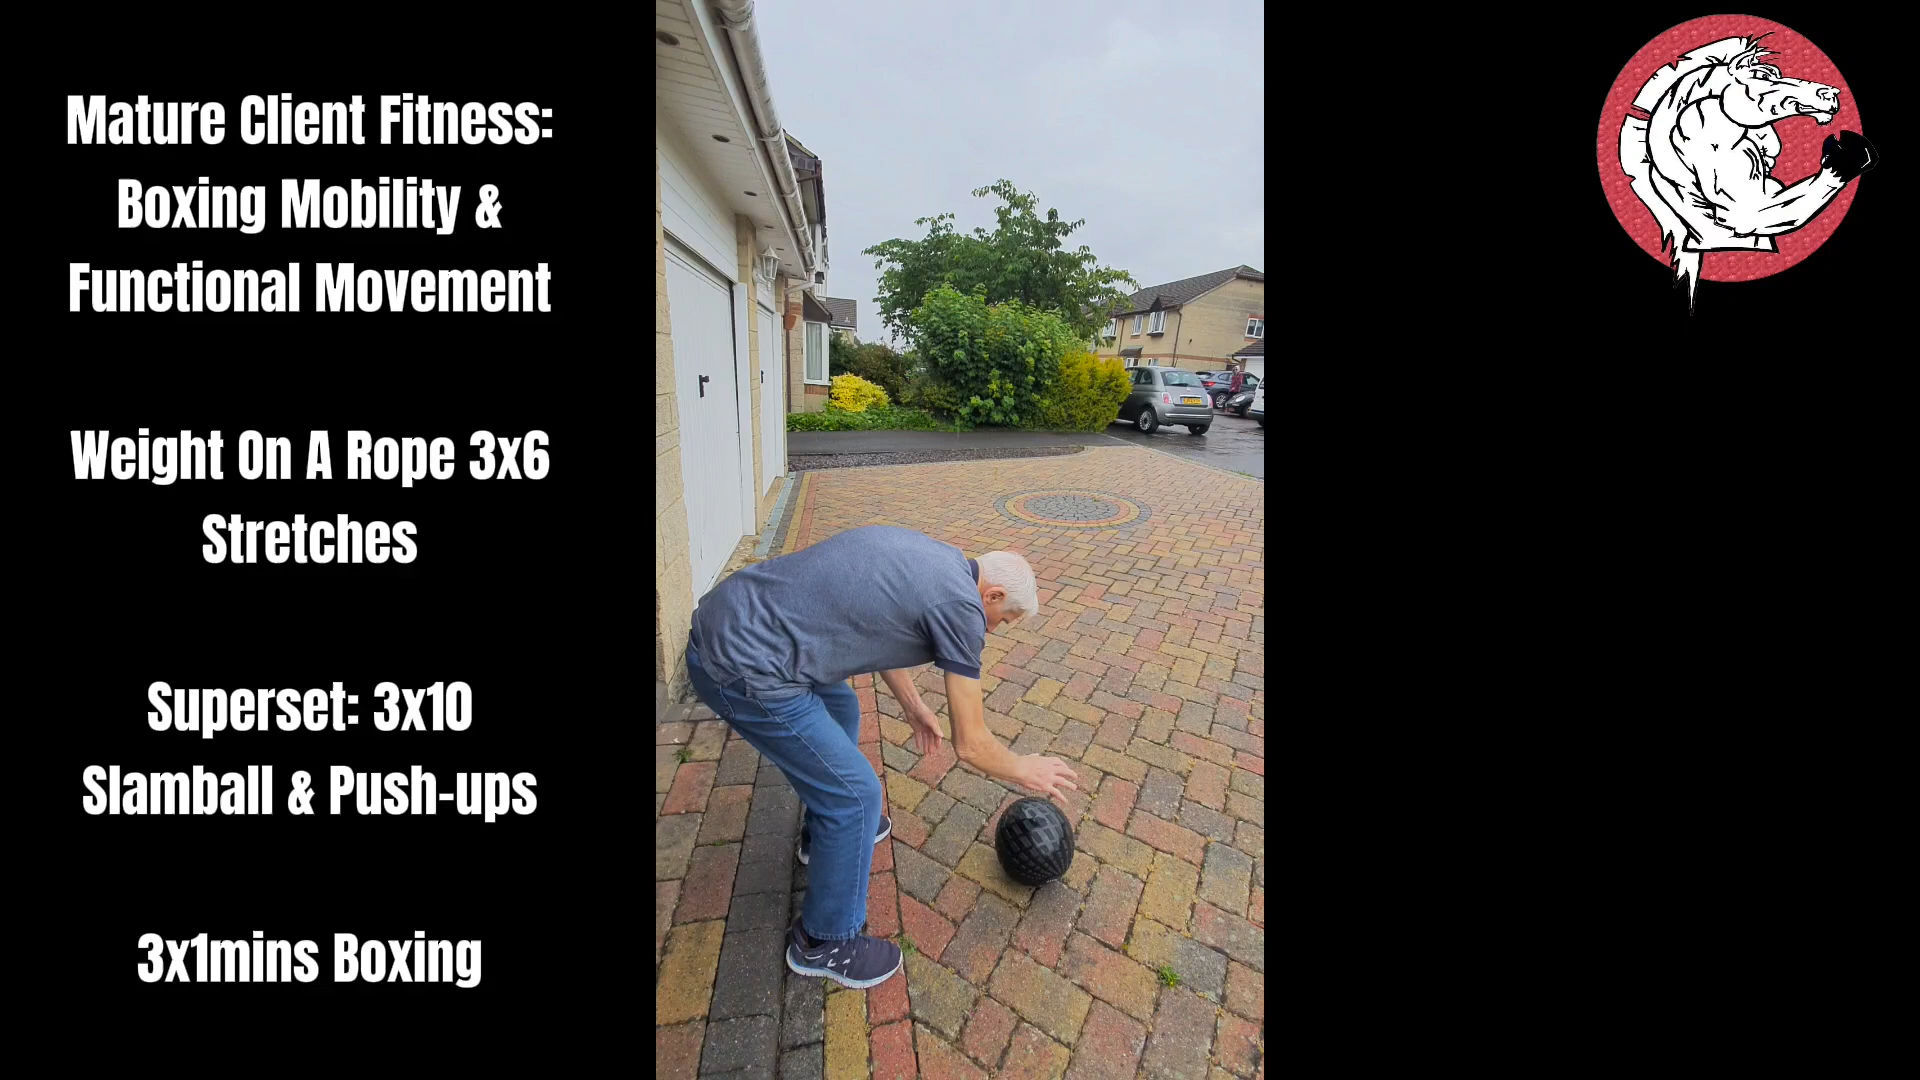 Mature Client Fitness:
Boxing Mobility &
Functional Movement
Weight On A Rope 3x6
Stretches
Superset: 3x10
Slamball & Push-ups
3x1mins Boxing